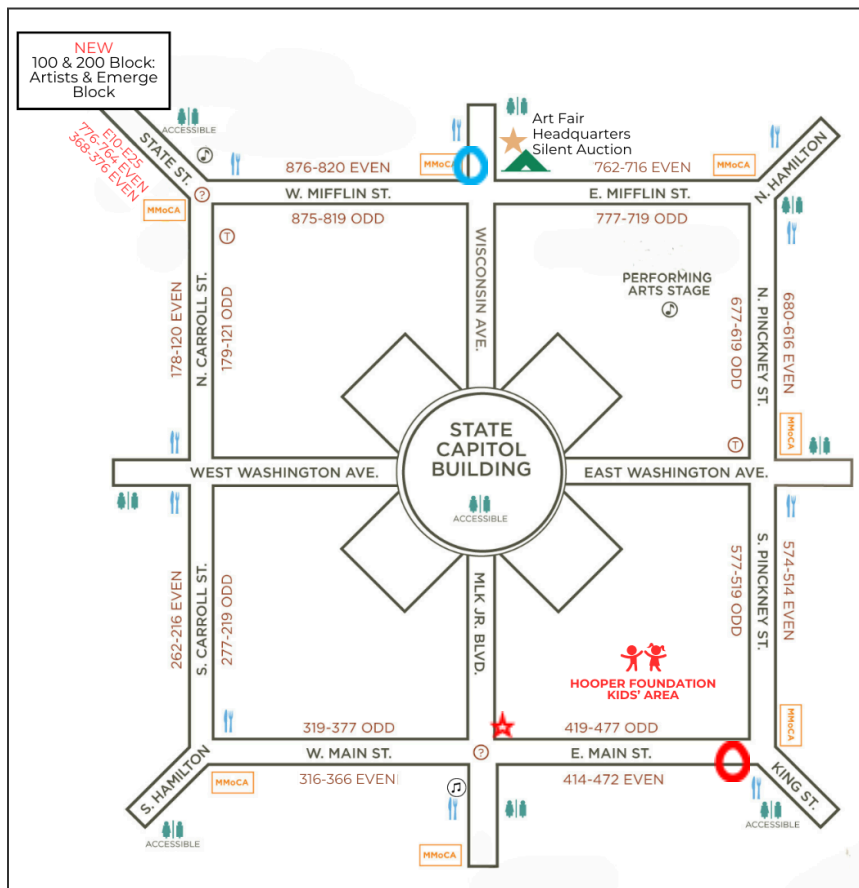 NEW
100 & 200 Block:
Artists & Emerge
Block
ACCESSIBLE
STATE ST.
E10-E25
776-764 EVEN
368-376 EVEN
MMoCA
?
Art Fair
Headquarters
Silent Auction
876-820 EVEN
MMoCA
762-716 EVEN
MMoCA
N. HAMILTON
W. MIFFLIN ST.
E. MIFFLIN ST.
875-819 ODD
777-719 ODD
T
WISCONSIN AVE.
PERFORMING
ARTS STAGE
178-120 EVEN
N. CARROLL ST.
179-121 ODD
677-619 ODD
N. PINCKNEY ST.
680-616 EVEN
MMoCA
T
STATE
CAPITOL
BUILDING
ACCESSIBLE
WEST WASHINGTON AVE.
EAST WASHINGTON AVE.
262-216 EVEN
S. CARROLL ST.
277-219 ODD
MLK JR. BLVD.
577-519 ODD
S. PINCKNEY ST.
574-514 EVEN
HOOPER FOUNDATION
KIDS' AREA
MMoCA
319-377 ODD
419-477 ODD
W. MAIN ST.
?
E. MAIN ST.
316-366 EVEN
414-472 EVEN
S. HAMILTON
MMoCA
KING ST.
ACCESSIBLE
ACCESSIBLE
MMoCA